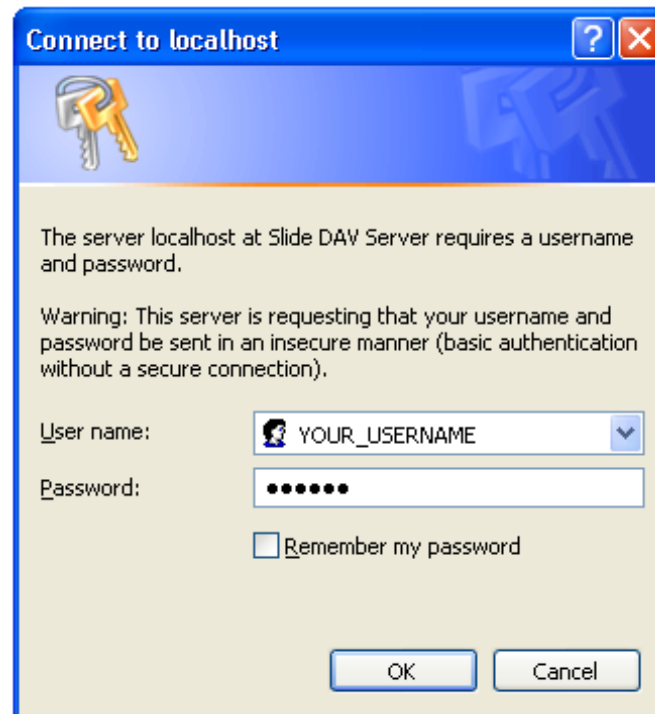 Connect to localhost
The server localhost at Slide DAV Server requires a username
and password.
Warning: This server is requesting that your username and
password be sent in an insecure manner (basic authentication
without a secure connection).
User name: YOUR_USERNAME
Password: ●●●●●●
Remember my password
OK Cancel